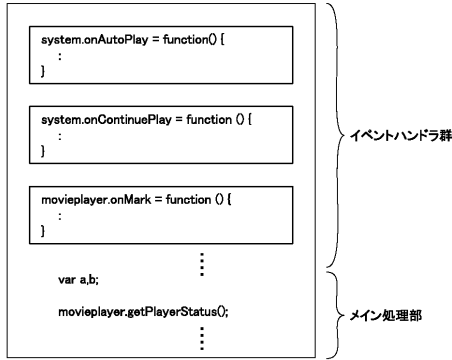 system.onAutoPlay = function() {
:
}
system.onContinuePlay = function () {
:
}
movieplayer.onMark = function () {
:
}
イベントハンドラ群
var a,b;
movieplayer.getPlayerStatus();
メイン処理部